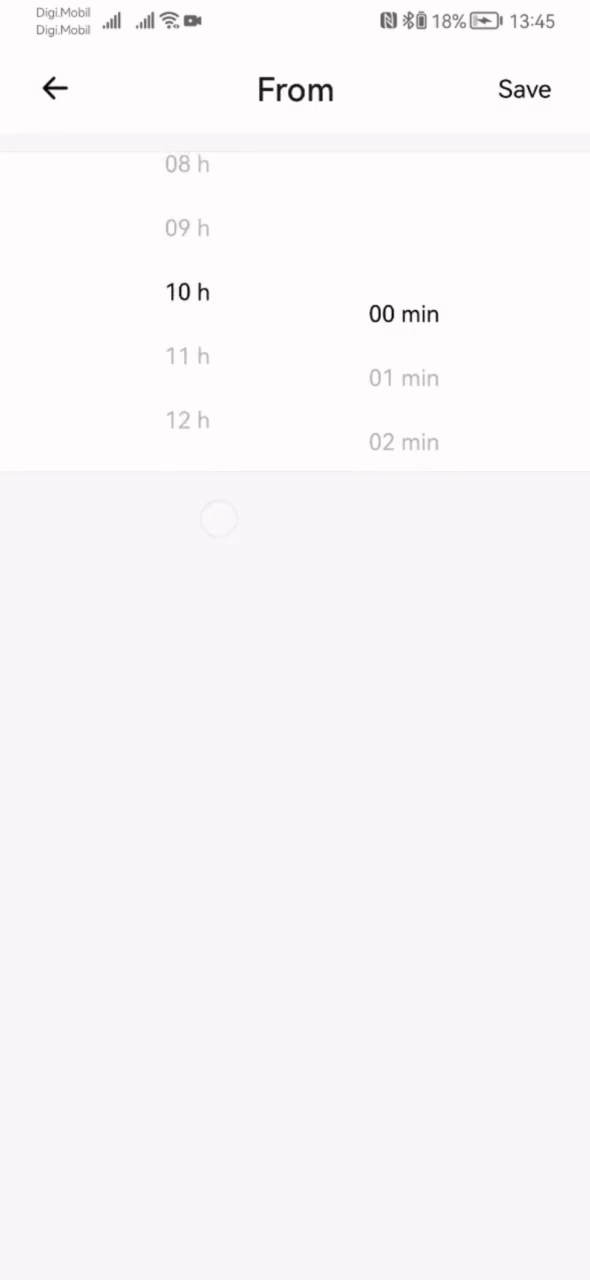 Digi.Mobil
Digi.Mobil
18% 13:45
From
Save
08 h
09 h
10 h
00 min
11 h
01 min
12 h
02 min